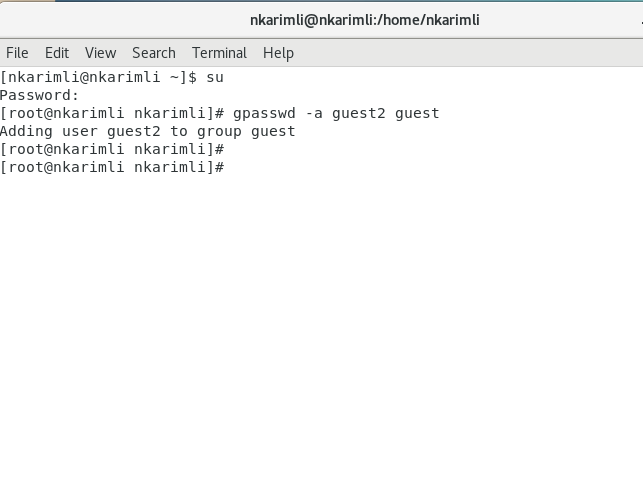 nkarimli@nkarimli:/home/nkarimli
File Edit View Search Terminal Help
[nkarimli@nkarimli ~]$ su
Password:
[root@nkarimli nkarimli]# gpasswd -a guest2 guest
Adding user guest2 to group guest
[root@nkarimli nkarimli]#
[root@nkarimli nkarimli]#